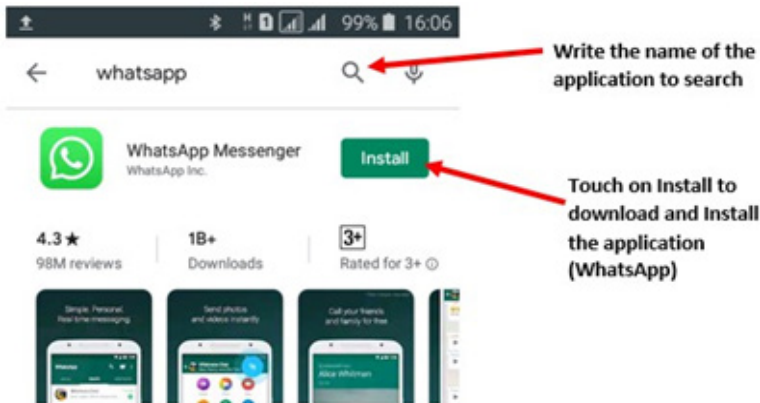 99% 16:06
whatsapp
Write the name of the
application to search
WhatsApp Messenger
WhatsApp Inc.
Install
Touch on Install to
download and Install
the application
(WhatsApp)
4.3★
1B+
3+
98M reviews
Downloads
Rated for 3+
Simple. Personal.
Real time messaging.
Send photos
and videos instantly
Call your friends
and family for free
WhatsApp
Alice Whitman